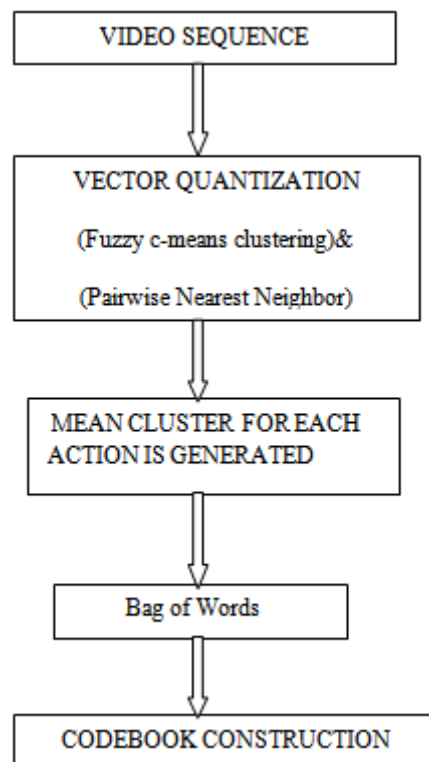 VIDEO SEQUENCE
VECTOR QUANTIZATION
(Fuzzy c-means clustering)&
(Pairwise Nearest Neighbor)
MEAN CLUSTER FOR EACH
ACTION IS GENERATED
Bag of Words
CODEBOOK CONSTRUCTION